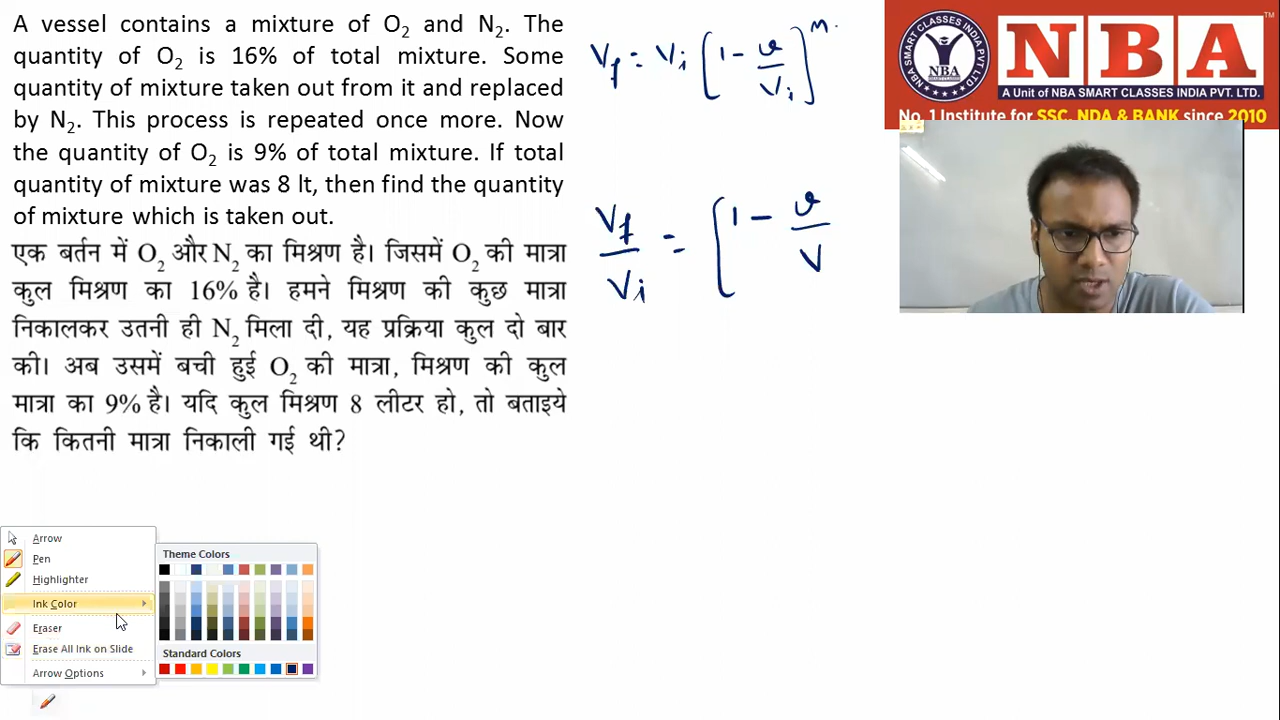 A vessel contains a mixture of O₂ and N₂. The
quantity of O₂ is 16% of total mixture. Some
quantity of mixture taken out from it and replaced
by N₂. This process is repeated once more. Now
the quantity of O₂ is 9% of total mixture. If total
quantity of mixture was 8 lt, then find the quantity
of mixture which is taken out.
एक बर्तन में O₂ और N₂ का मिश्रण है। जिसमें O₂ की मात्रा
कुल मिश्रण का 16% है। हमने मिश्रण की कुछ मात्रा
निकालकर उतनी ही N₂ मिला दी, यह प्रक्रिया कुल दो बार
की। अब उसमें बची हुई O₂ की मात्रा, मिश्रण की कुल
मात्रा का 9% है। यदि कुल मिश्रण 8 लीटर हो, तो बताइये
कि कितनी मात्रा निकाली गई थी?
V_f = V_i [1 - v/V_i]^n
V_f/V_i = [1 - v/V
NBA SMART CLASSES INDIA PVT LTD
NBA
NBA
TM
A Unit of NBA SMART CLASSES INDIA PVT. LTD.
No. 1 Institute for SSC, NDA & BANK since 2010
Arrow
Pen
Highlighter
Ink Color
Eraser
Erase All Ink on Slide
Arrow Options
Theme Colors
Standard Colors